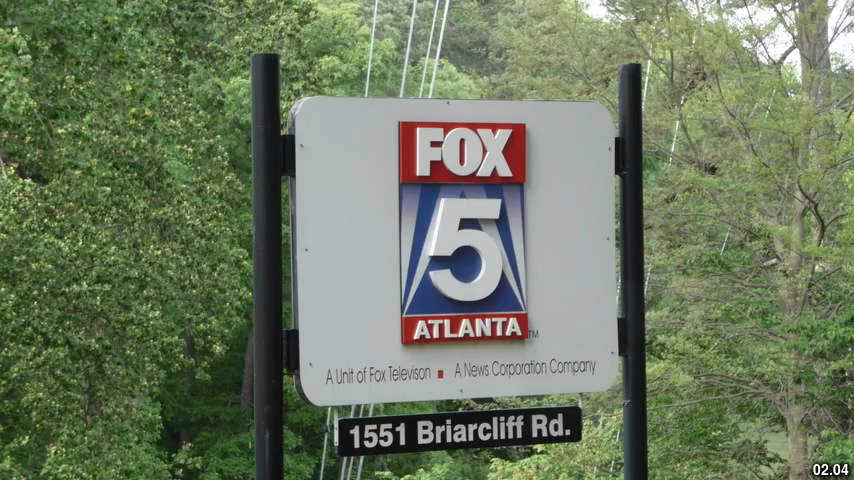 FOX
5
ATLANTA TM
A Unit of Fox Televison ▪ A News Corporation Company
1551 Briarcliff Rd.
02.04